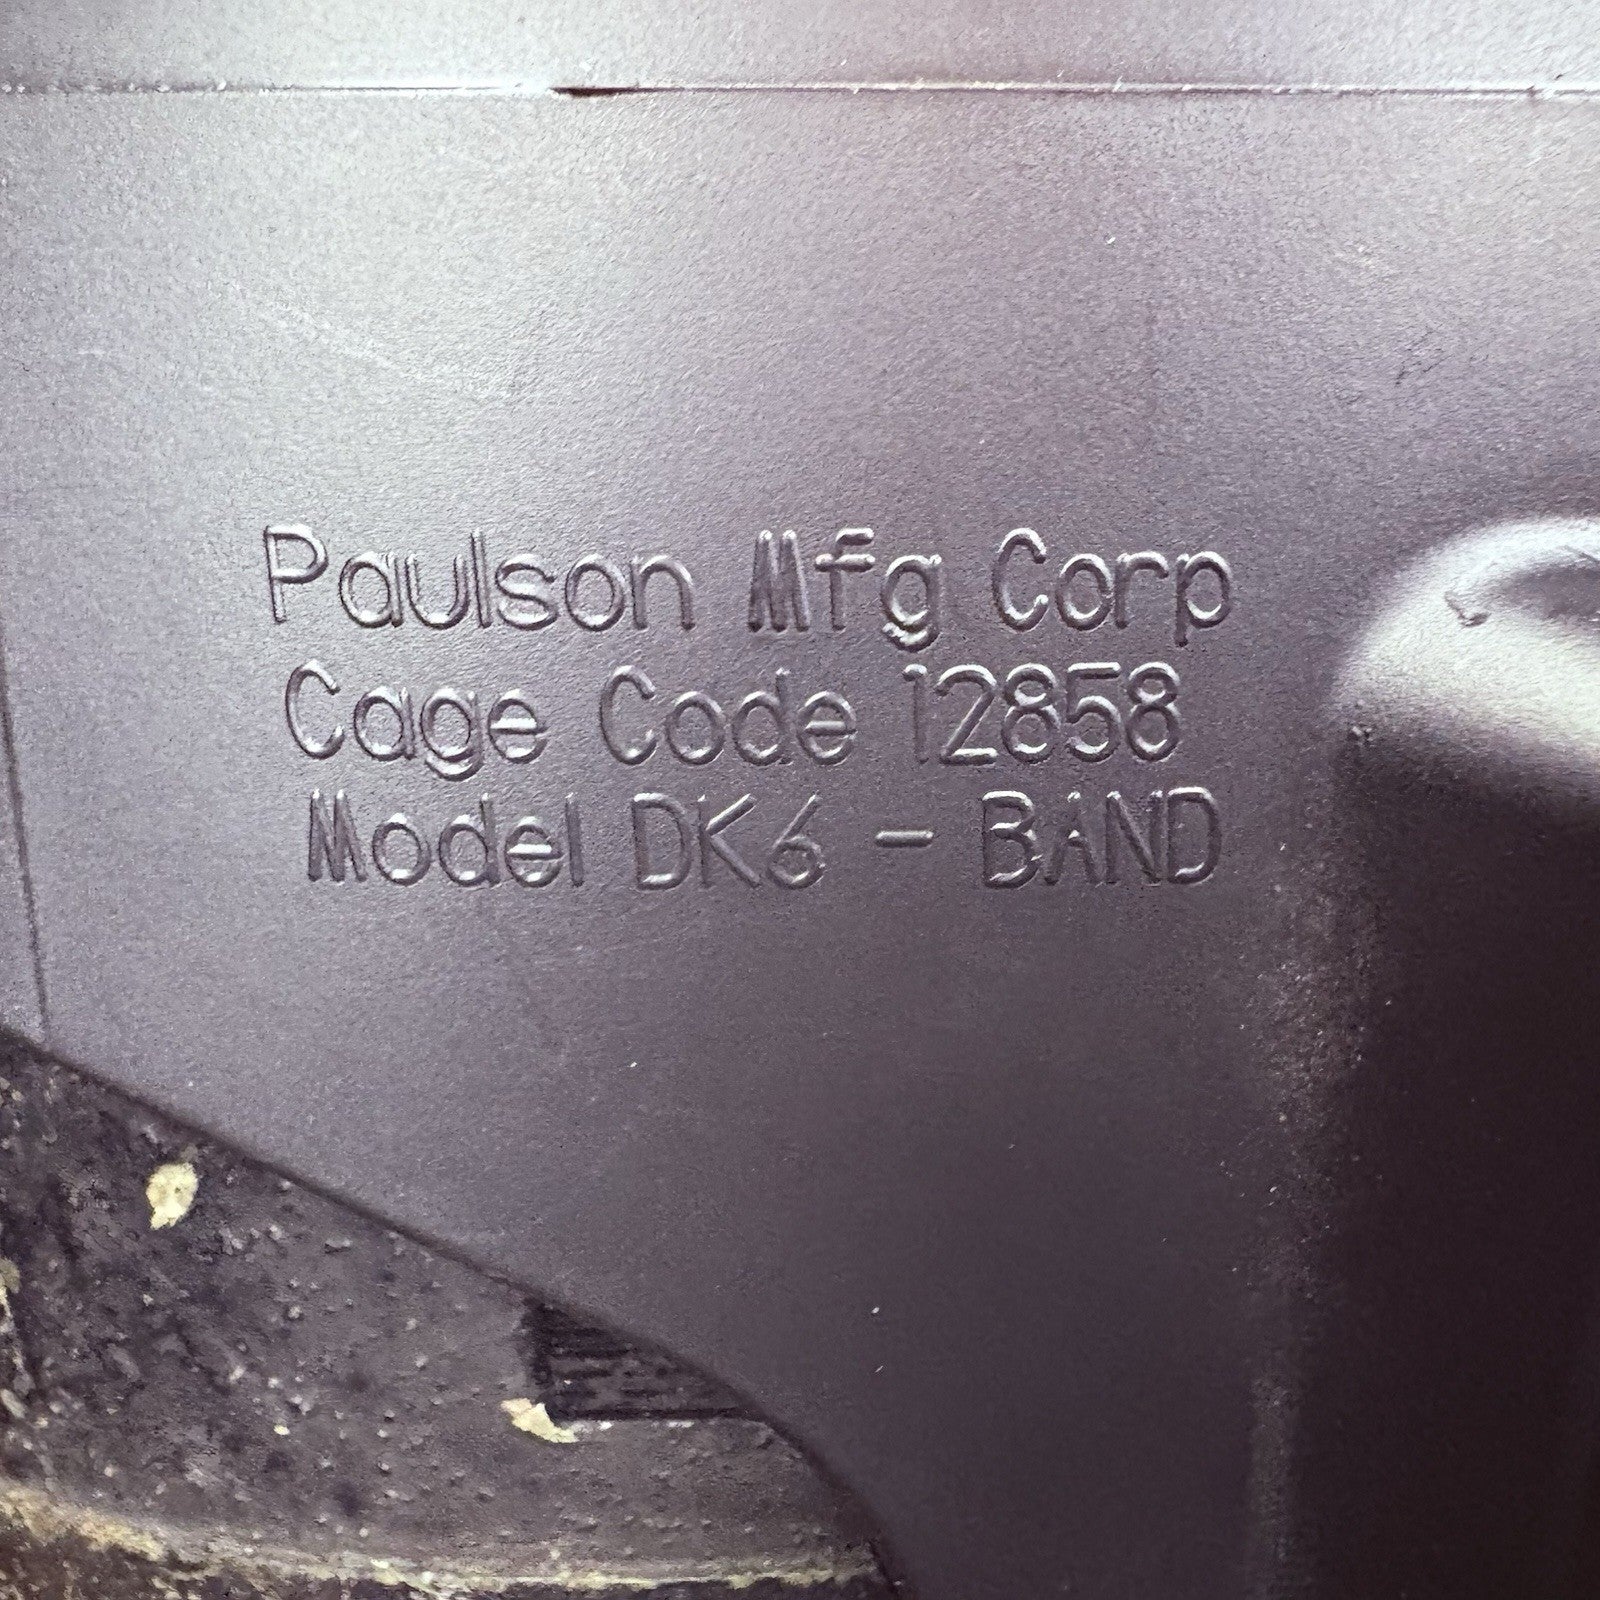 Paulson Mfg Corp
Cage Code 12858
Model DK6 - BAND